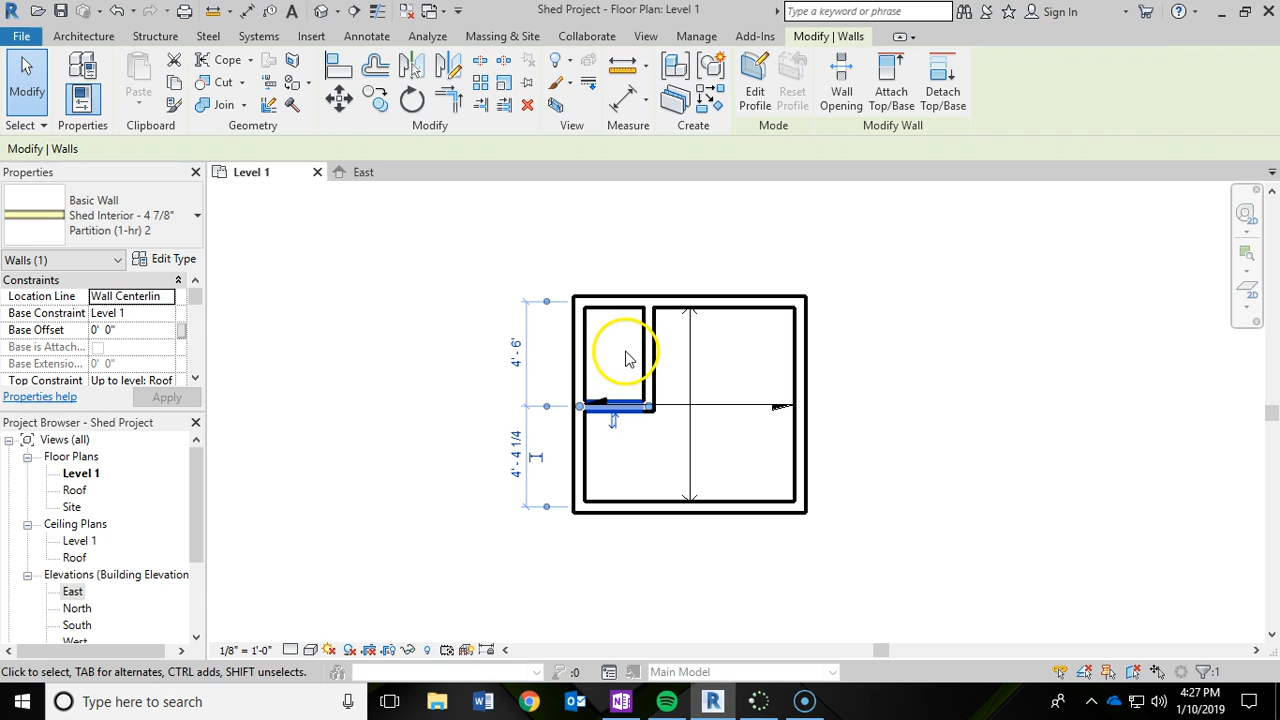 Shed Project - Floor Plan: Level 1
Type a keyword or phrase
Sign In
File Architecture Structure Steel Systems Insert Annotate Analyze Massing & Site Collaborate View Manage Add-Ins Modify | Walls
Modify
Select
Properties
Paste
Clipboard
Cope
Cut
Join
Geometry
Modify
View
Measure
Create
Edit
Profile
Reset
Profile
Mode
Wall
Opening
Attach
Top/Base
Detach
Top/Base
Modify Wall
Modify | Walls
Properties
Level 1
East
2D
Basic Wall
Shed Interior - 4 7/8"
Partition (1-hr) 2
Walls (1)
Edit Type
Constraints
Location Line Wall Centerlin
Base Constraint Level 1
Base Offset 0' 0"
Base is Attach
Base Extensio 0' 0"
Top Constraint Up to level: Roof
Properties help
Apply
Project Browser - Shed Project
Views (all)
Floor Plans
Level 1
Roof
Site
Ceiling Plans
Level 1
Roof
Elevations (Building Elevation
East
North
South
West
4' - 6"
4' - 4 1/4
1/8" = 1'-0"
Click to select, TAB for alternates, CTRL adds, SHIFT unselects.
:0
Main Model
:1
Type here to search
4:27 PM
1/10/2019